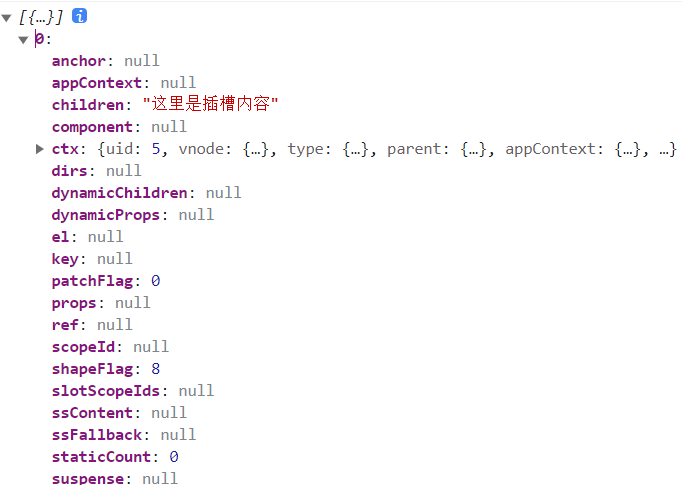 [{…}] i
0:
anchor: null
appContext: null
children: "这里是插槽内容"
component: null
ctx: {uid: 5, vnode: {…}, type: {…}, parent: {…}, appContext: {…}, …}
dirs: null
dynamicChildren: null
dynamicProps: null
el: null
key: null
patchFlag: 0
props: null
ref: null
scopeId: null
shapeFlag: 8
slotScopeIds: null
ssContent: null
ssFallback: null
staticCount: 0
suspense: null